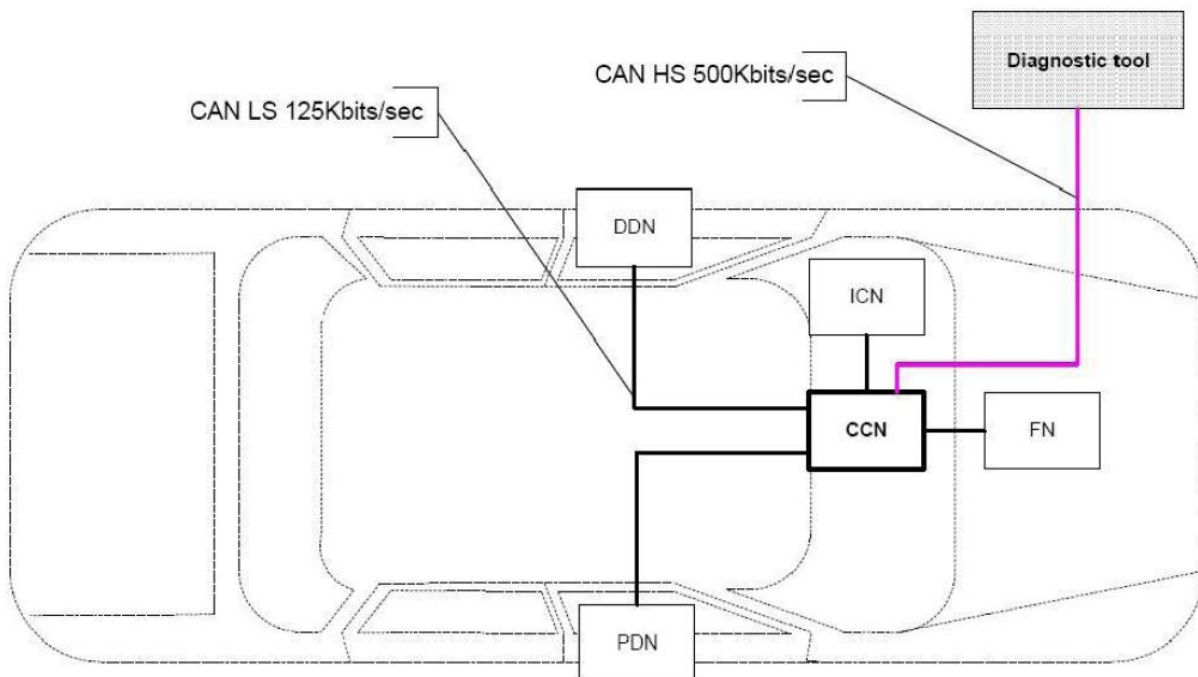 Diagnostic tool
CAN HS 500Kbits/sec
CAN LS 125Kbits/sec
DDN
ICN
CCN
FN
PDN